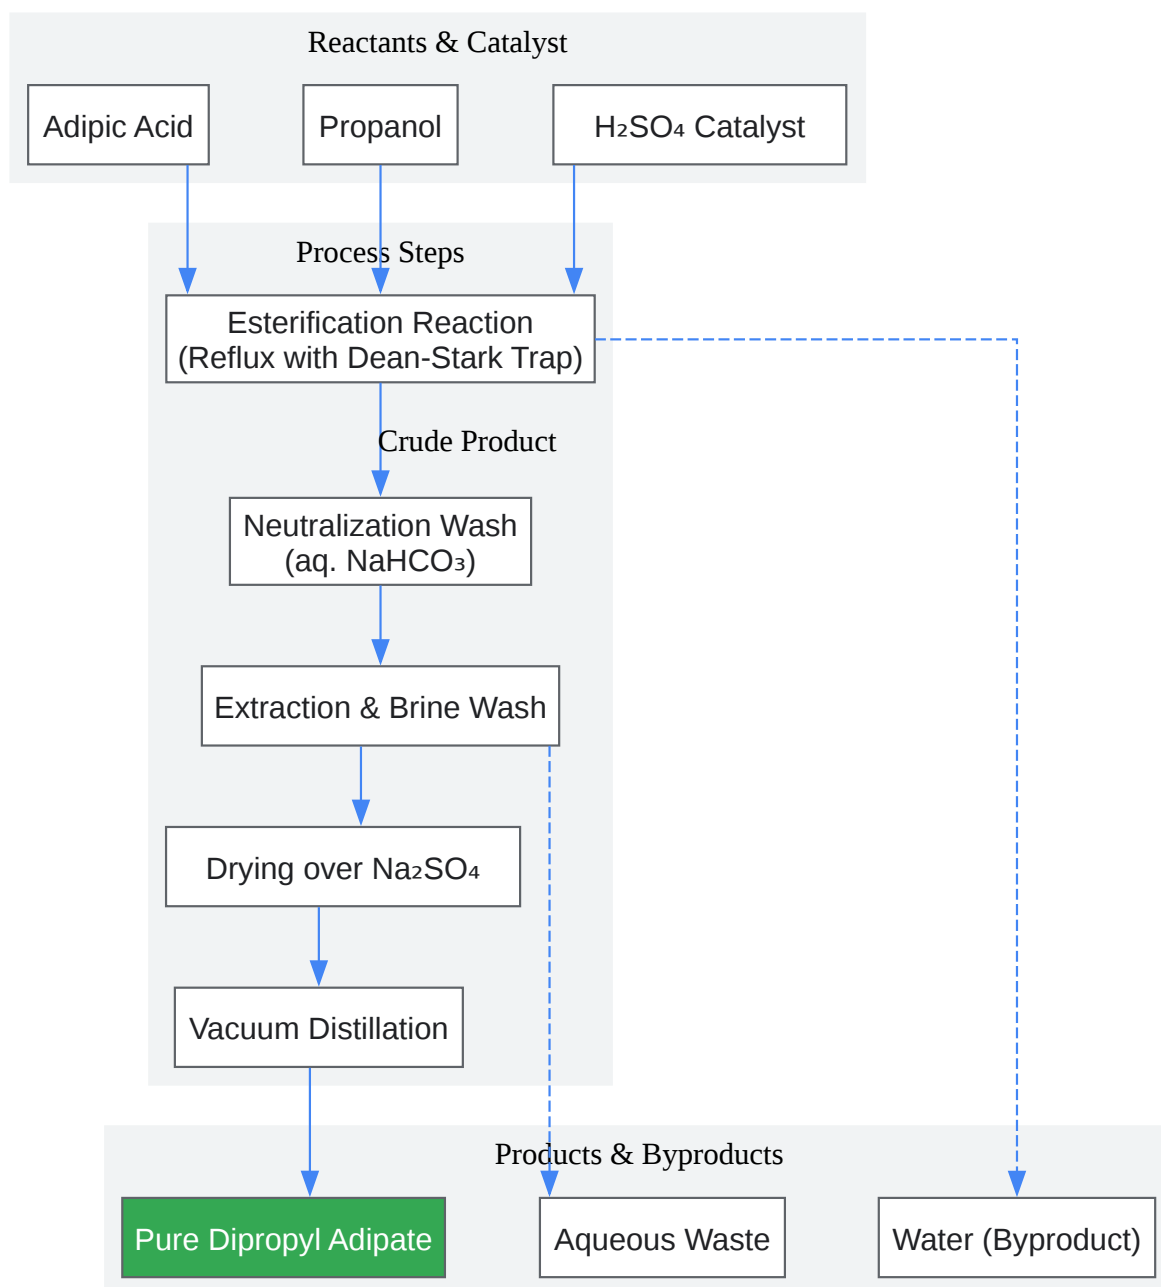 Reactants & Catalyst
Adipic Acid
Propanol
H₂SO₄ Catalyst
Process Steps
Esterification Reaction
(Reflux with Dean-Stark Trap)
Crude Product
Neutralization Wash
(aq. NaHCO₃)
Extraction & Brine Wash
Drying over Na₂SO₄
Vacuum Distillation
Products & Byproducts
Pure Dipropyl Adipate
Aqueous Waste
Water (Byproduct)